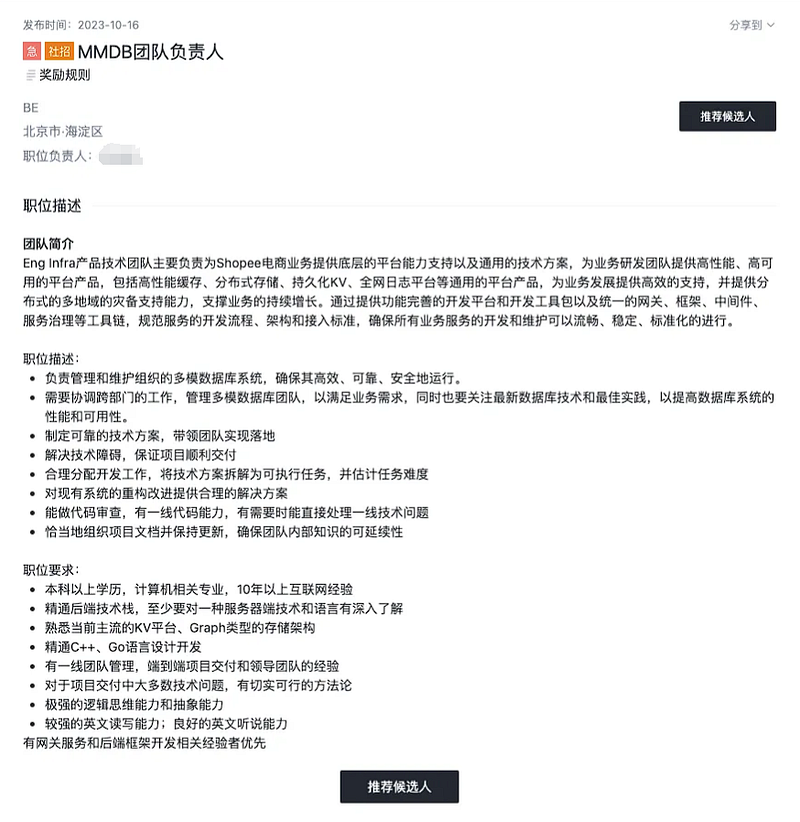 发布时间：2023-10-16
分享到
急 社招 MMDB团队负责人
奖励规则
BE
北京市·海淀区
推荐候选人
职位负责人：
职位描述
团队简介
Eng Infra产品技术团队主要负责为Shopee电商业务提供底层的平台能力支持以及通用的技术方案，为业务研发团队提供高性能、高可
用的平台产品，包括高性能缓存、分布式存储、持久化KV、全网日志平台等通用的平台产品，为业务发展提供高效的支持，并提供分
布式的多地域的灾备支持能力，支撑业务的持续增长。通过提供功能完善的开发平台和开发工具包以及统一的网关、框架、中间件、
服务治理等工具链，规范服务的开发流程、架构和接入标准，确保所有业务服务的开发和维护可以流畅、稳定、标准化的进行。
职位描述：
• 负责管理和维护组织的多模数据库系统，确保其高效、可靠、安全地运行。
• 需要协调跨部门的工作，管理多模数据库团队，以满足业务需求，同时也要关注最新数据库技术和最佳实践，以提高数据库系统的
性能和可用性。
• 制定可靠的技术方案，带领团队实现落地
• 解决技术障碍，保证项目顺利交付
• 合理分配开发工作，将技术方案拆解为可执行任务，并估计任务难度
• 对现有系统的重构改进提供合理的解决方案
• 能做代码审查，有一线代码能力，有需要时能直接处理一线技术问题
• 恰当地组织项目文档并保持更新，确保团队内部知识的可延续性
职位要求：
• 本科以上学历，计算机相关专业，10年以上互联网经验
• 精通后端技术栈，至少要对一种服务器端技术和语言有深入了解
• 熟悉当前主流的KV平台、Graph类型的存储架构
• 精通C++、Go语言设计开发
• 有一线团队管理，端到端项目交付和领导团队的经验
• 对于项目交付中大多数技术问题，有切实可行的方法论
• 极强的逻辑思维能力和抽象能力
• 较强的英文读写能力；良好的英文听说能力
有网关服务和后端框架开发相关经验者优先
推荐候选人